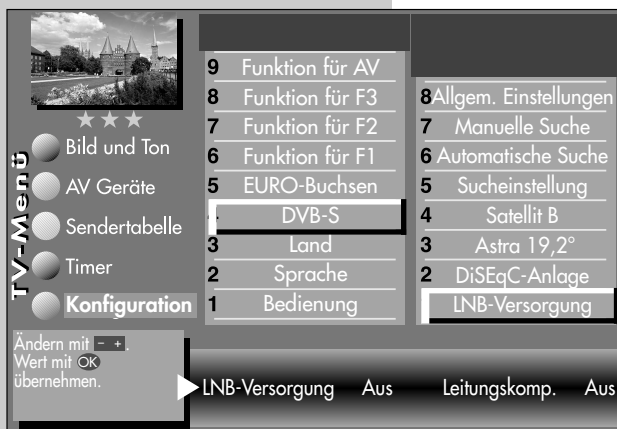 TV-Menü
Bild und Ton
AV Geräte
Sendertabelle
Timer
Konfiguration
9 Funktion für AV
8 Funktion für F3
7 Funktion für F2
6 Funktion für F1
5 EURO-Buchsen
DVB-S
3 Land
2 Sprache
1 Bedienung
8 Allgem. Einstellungen
7 Manuelle Suche
6 Automatische Suche
5 Sucheinstellung
4 Satellit B
3 Astra 19,2°
2 DiSEqC-Anlage
LNB-Versorgung
Ändern mit - + .
Wert mit OK
übernehmen.
LNB-Versorgung Aus Leitungskomp. Aus